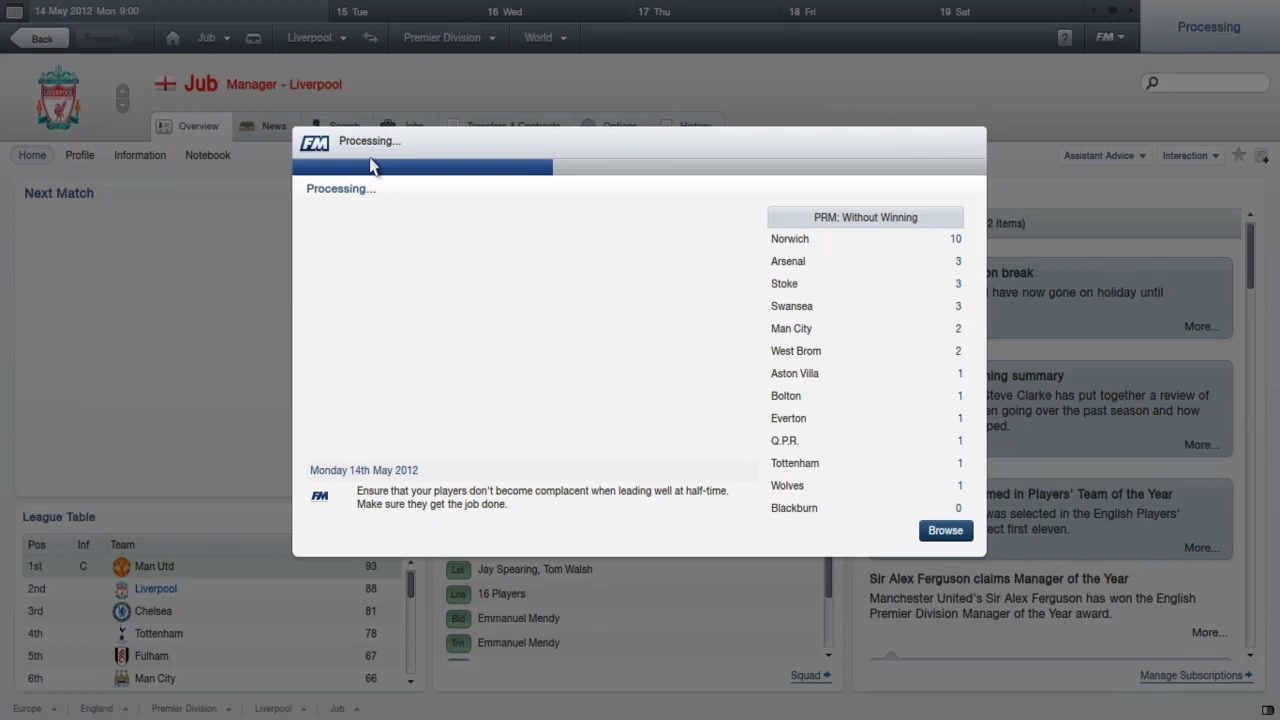 14 May 2012 Mon 9:00
15 Tue
16 Wed
17 Thu
18 Fri
19 Sat
Processing
Back
Job
Liverpool
Premier Division
World
?
FM
LIVERPOOL
Jub Manager - Liverpool
Overview
News
Search
Jobs
Transfers & Contracts
Options
History
Home
Profile
Information
Notebook
Assistant Advice
Interaction
Next Match
FM Processing...
Processing...
PRM: Without Winning
Norwich 10
Arsenal 3
Stoke 3
Swansea 3
Man City 2
West Brom 2
Aston Villa 1
Bolton 1
Everton 1
Q.P.R. 1
Tottenham 1
Wolves 1
Blackburn 0
Monday 14th May 2012
FM
Ensure that your players don't become complacent when leading well at half-time.
Make sure they get the job done.
Browse
2 items)
on break
have now gone on holiday until
More...
ning summary
Steve Clarke has put together a review of
en going over the past season and how
ped.
More...
med in Players' Team of the Year
was selected in the English Players'
ect first eleven.
More...
Sir Alex Ferguson claims Manager of the Year
Manchester United's Sir Alex Ferguson has won the English
Premier Division Manager of the Year award.
More...
Manage Subscriptions
League Table
Pos Inf Team
1st C Man Utd 93
2nd Liverpool 88
3rd Chelsea 81
4th Tottenham 78
5th Fulham 67
6th Man City 66
Lst Jay Spearing, Tom Walsh
Loa 16 Players
Bid Emmanuel Mendy
Trn Emmanuel Mendy
Squad
Europe
England
Premier Division
Liverpool
Jub